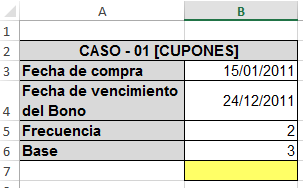 A B
1
2 CASO - 01 [CUPONES]
3 Fecha de compra 15/01/2011
4 Fecha de vencimiento
del Bono 24/12/2011
5 Frecuencia 2
6 Base 3
7